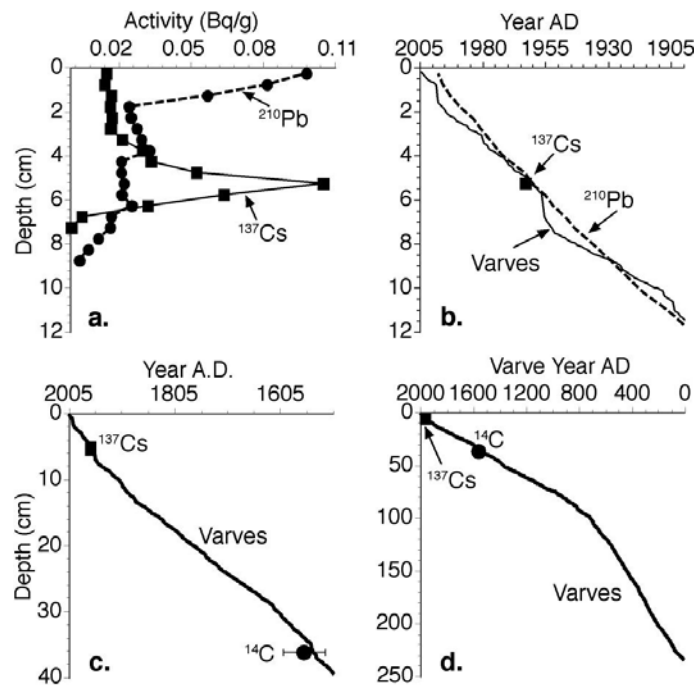 Activity (Bq/g)
0.02 0.05 0.08 0.11
0
2
4
6
8
10
12
Depth (cm)
²¹⁰Pb
¹³⁷Cs
a.
Year AD
2005 1980 1955 1930 1905
0
2
4
6
8
10
12
¹³⁷Cs
²¹⁰Pb
Varves
b.
Year A.D.
2005 1805 1605
0
10
20
30
40
Depth (cm)
¹³⁷Cs
Varves
¹⁴C
c.
Varve Year AD
2000 1600 1200 800 400 0
0
50
100
150
200
250
¹⁴C
¹³⁷Cs
Varves
d.